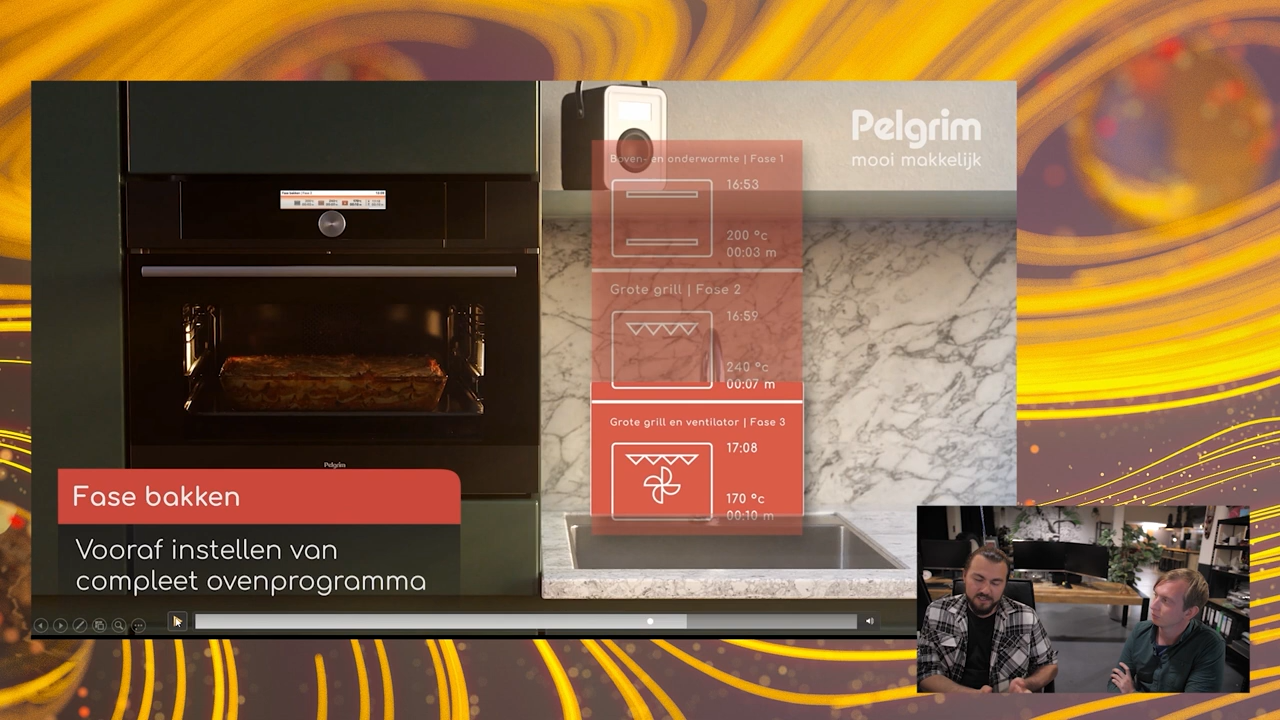 Pelgrim
mooi makkelijk
Boven- en onderwarmte | Fase 1
16:53
200 °c
00:03 m
Grote grill | Fase 2
16:59
240 °c
00:07 m
Grote grill en ventilator | Fase 3
17:08
170 °c
00:10 m
Pelgrim
Fase bakken
Vooraf instellen van
compleet ovenprogramma